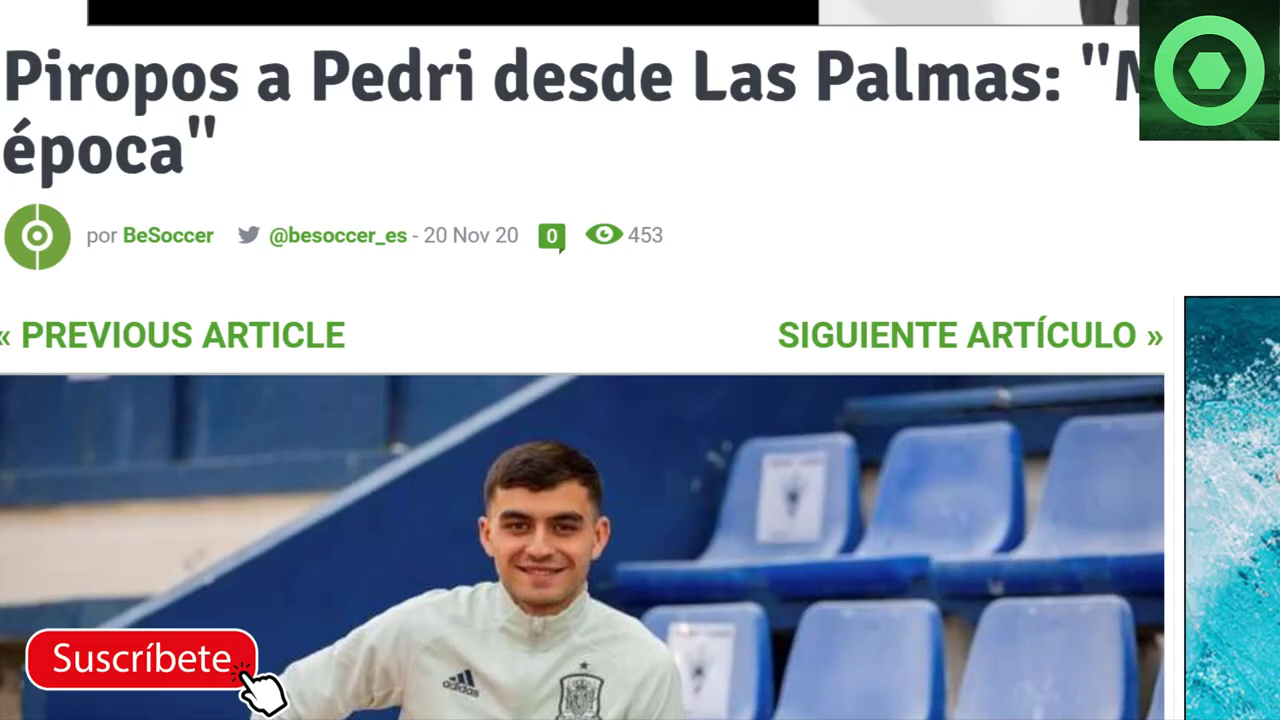 Piropos a Pedri desde Las Palmas: "
época"
por BeSoccer @besoccer_es - 20 Nov 20 0 453
« PREVIOUS ARTICLE SIGUIENTE ARTÍCULO »
adidas
Suscríbete